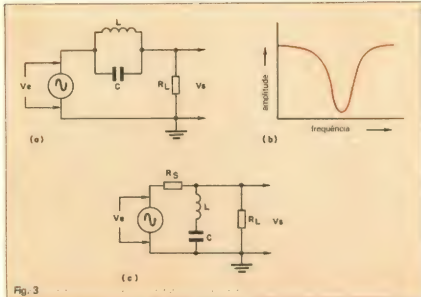 L
C
Ve
RL
Vs
(a)
amplitude
frequência
(b)
RS
L
C
Ve
RL
Vs
(c)
Fig. 3